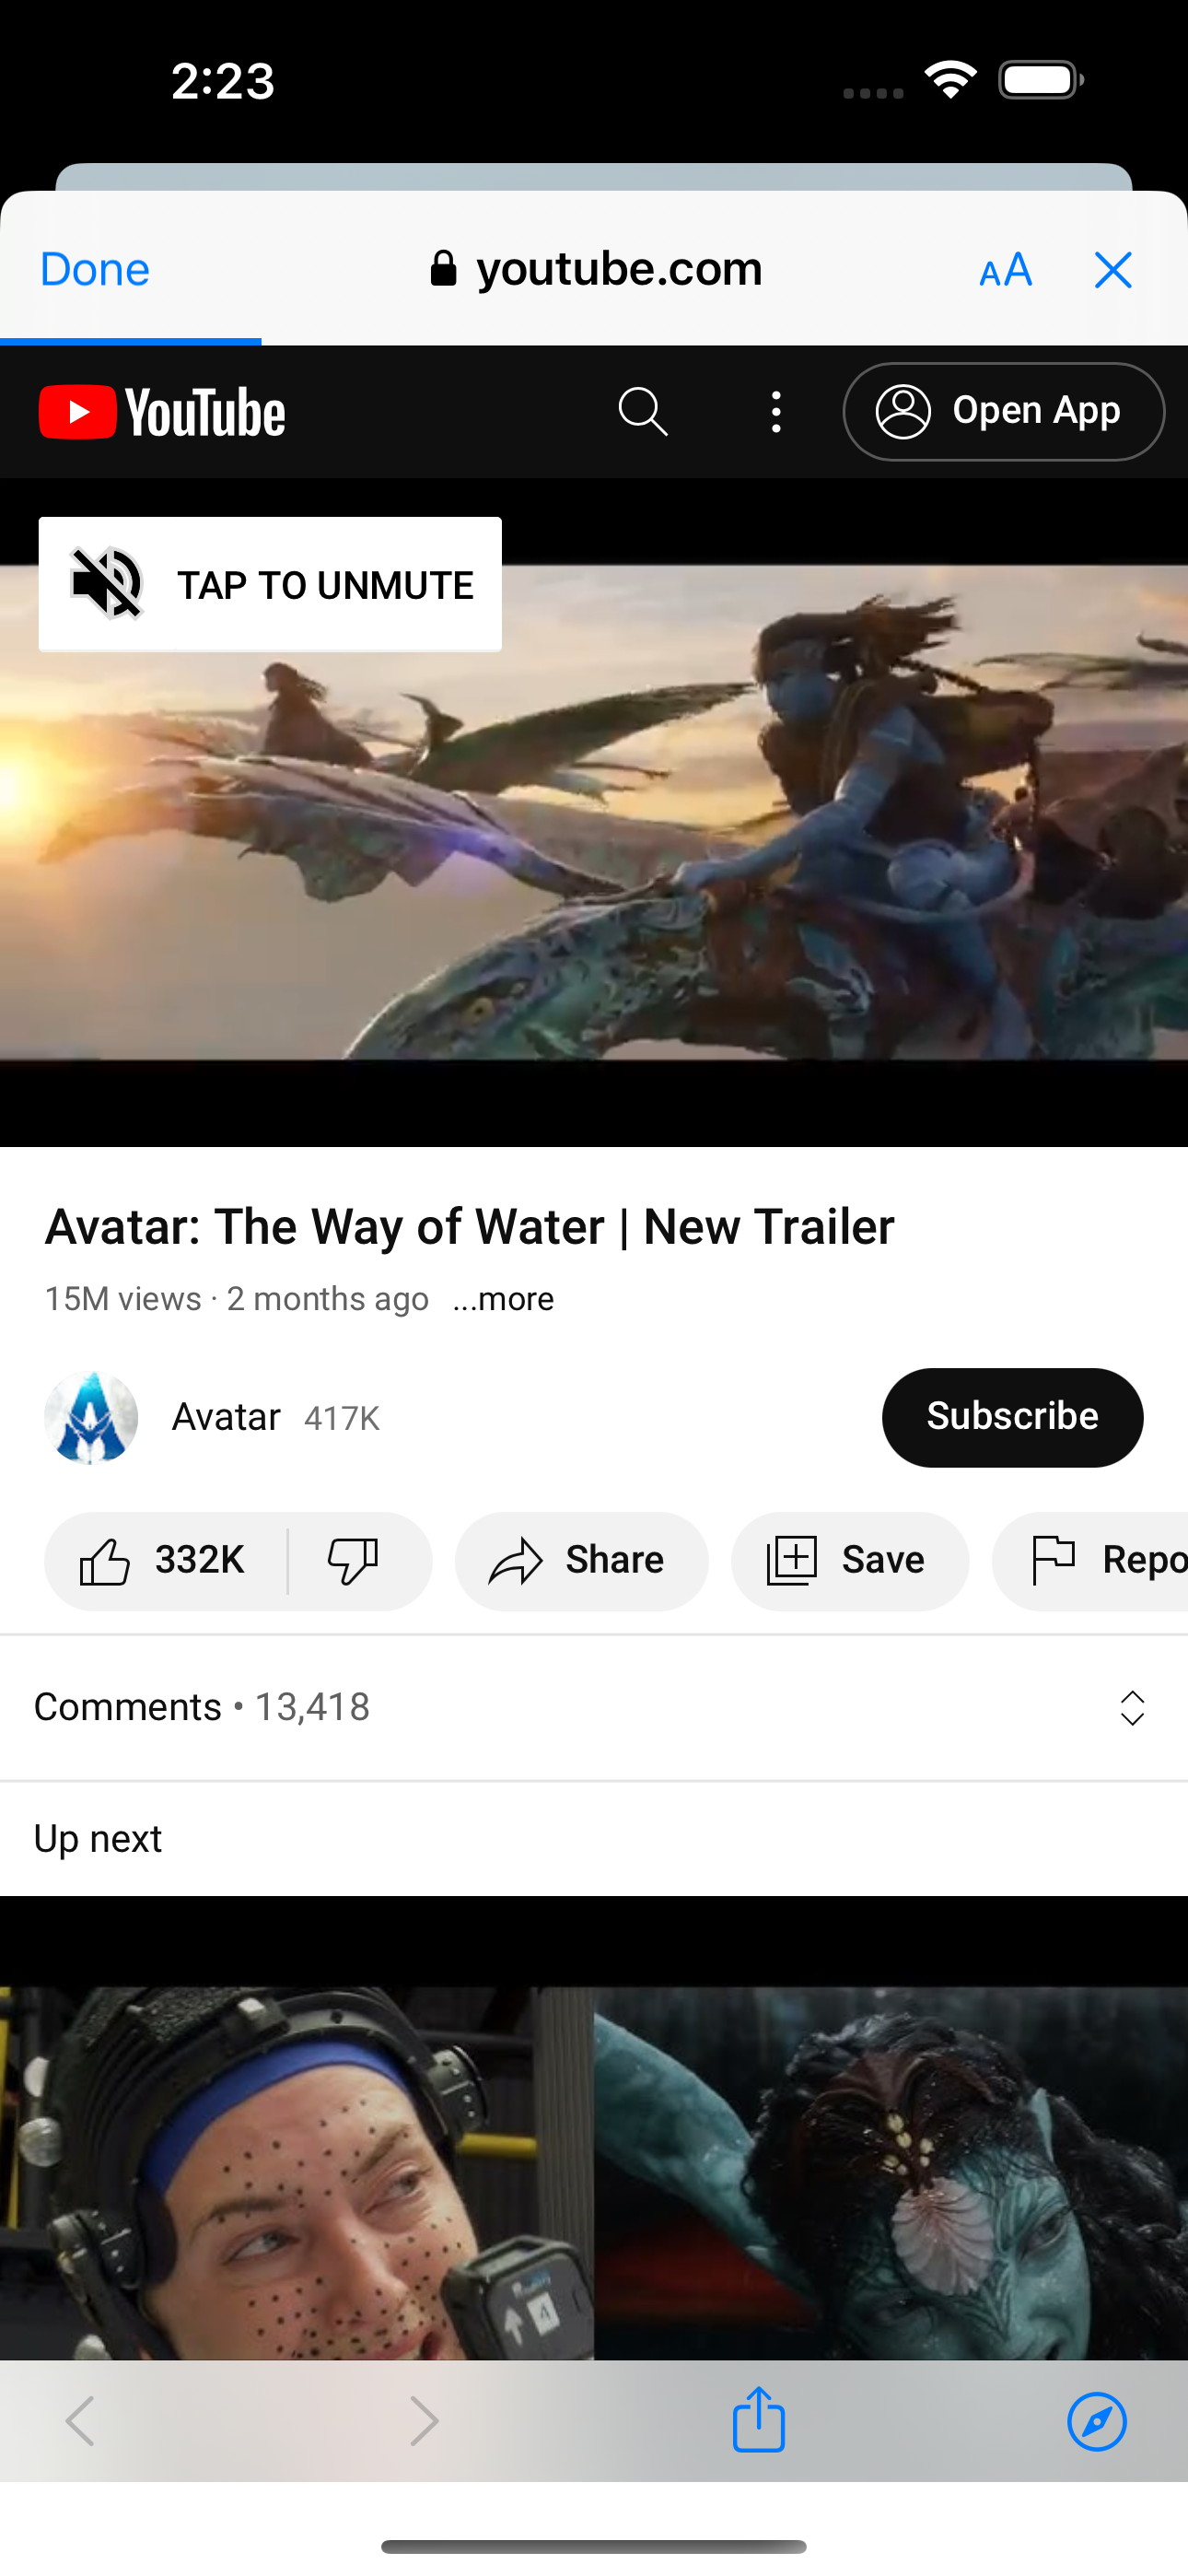 2:23
Done
youtube.com
AA
YouTube
Open App
TAP TO UNMUTE
Avatar: The Way of Water | New Trailer
15M views · 2 months ago ...more
Avatar 417K
Subscribe
332K
Share
Save
Repo
Comments • 13,418
Up next